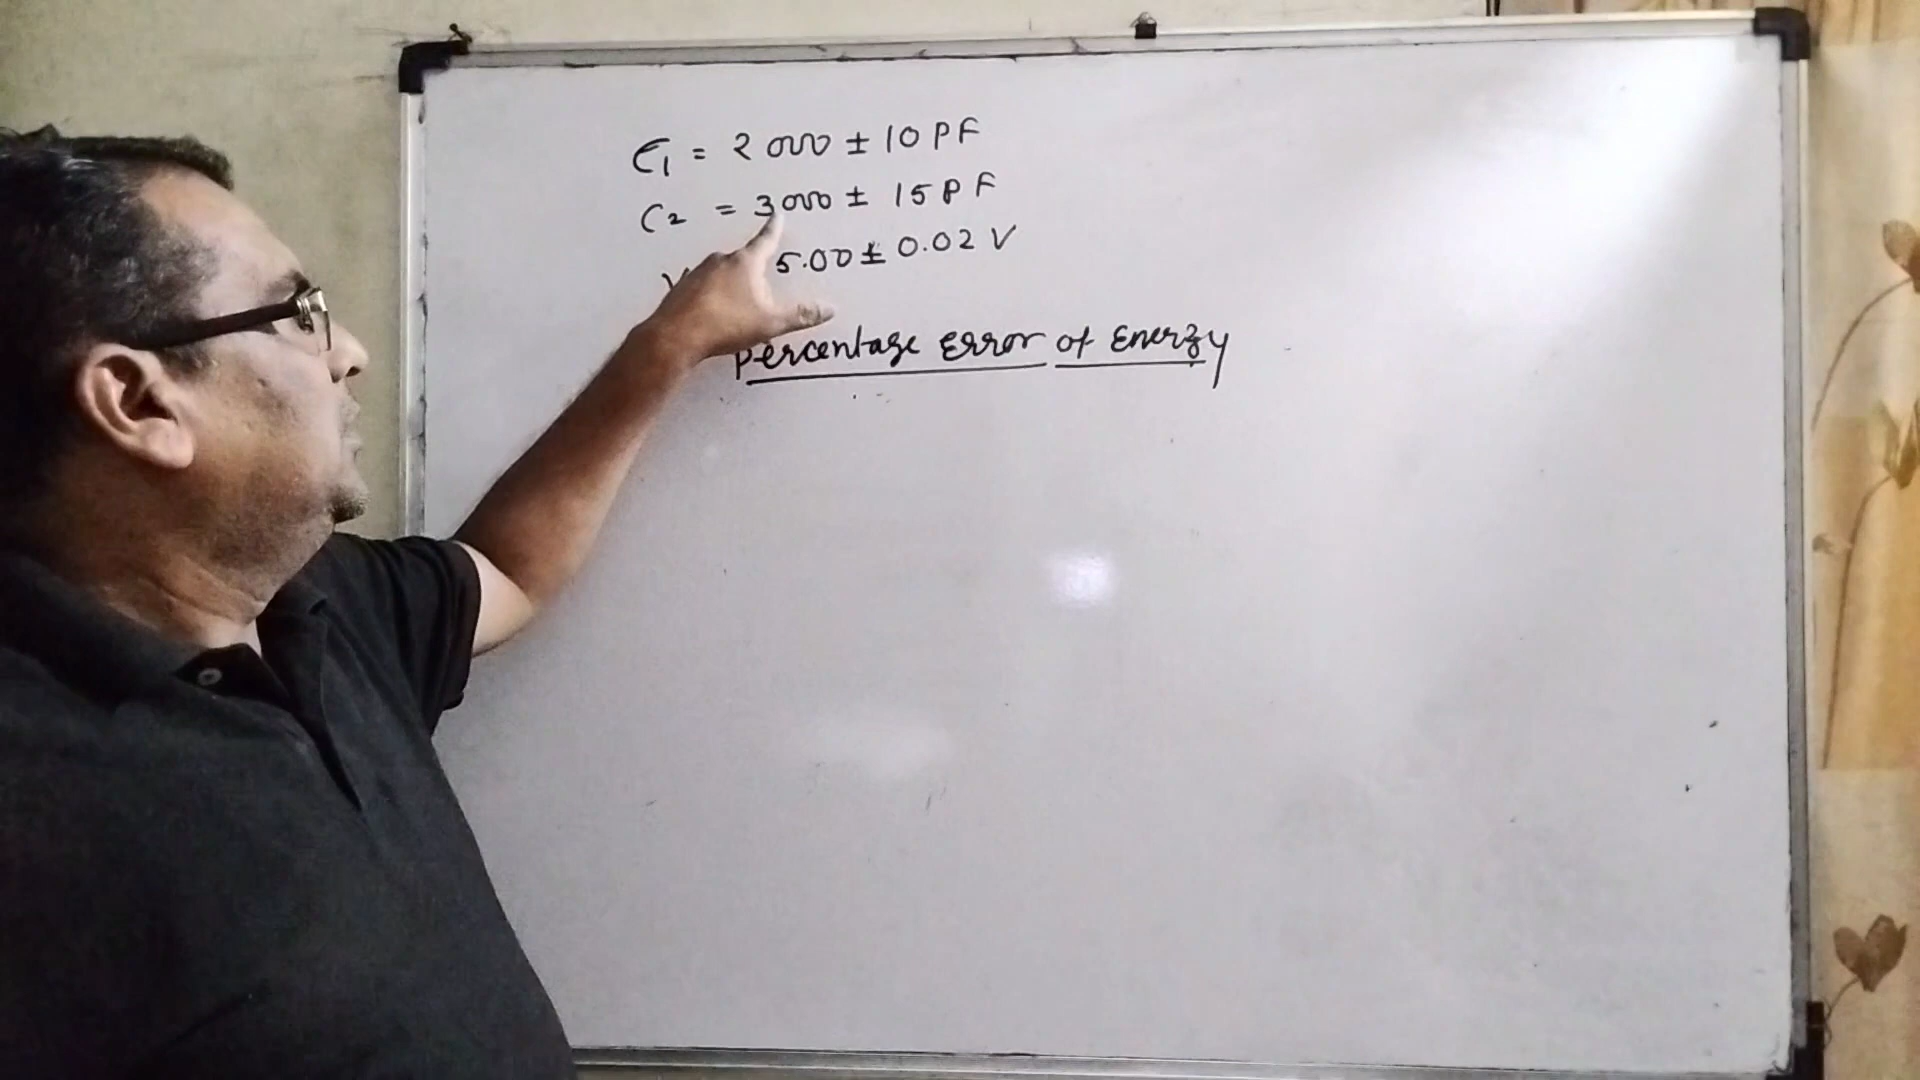 C1 = 2000 ± 10 PF
C2 = 3000 ± 15 PF
V 5.00 ± 0.02 V
Percentage Error of Energy